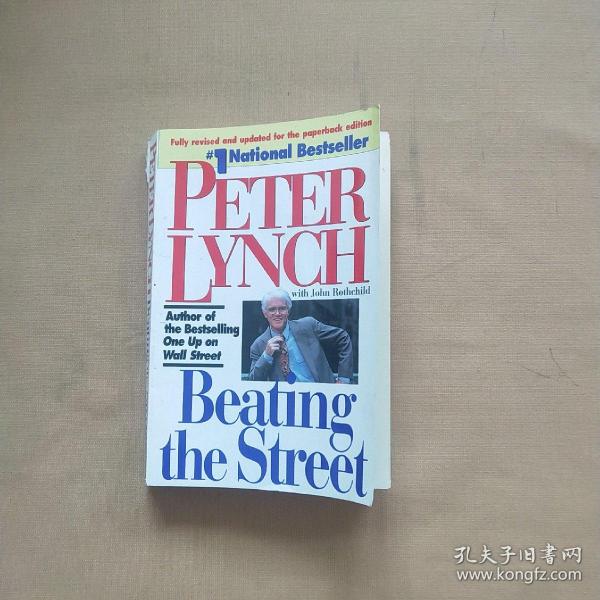 Fully revised and updated for the paperback edition
#1 National Bestseller
PETER
LYNCH
with John Rothchild
Author of
the Bestselling
One Up on
Wall Street
Beating
the Street
孔夫子旧書网
www.kongfz.com